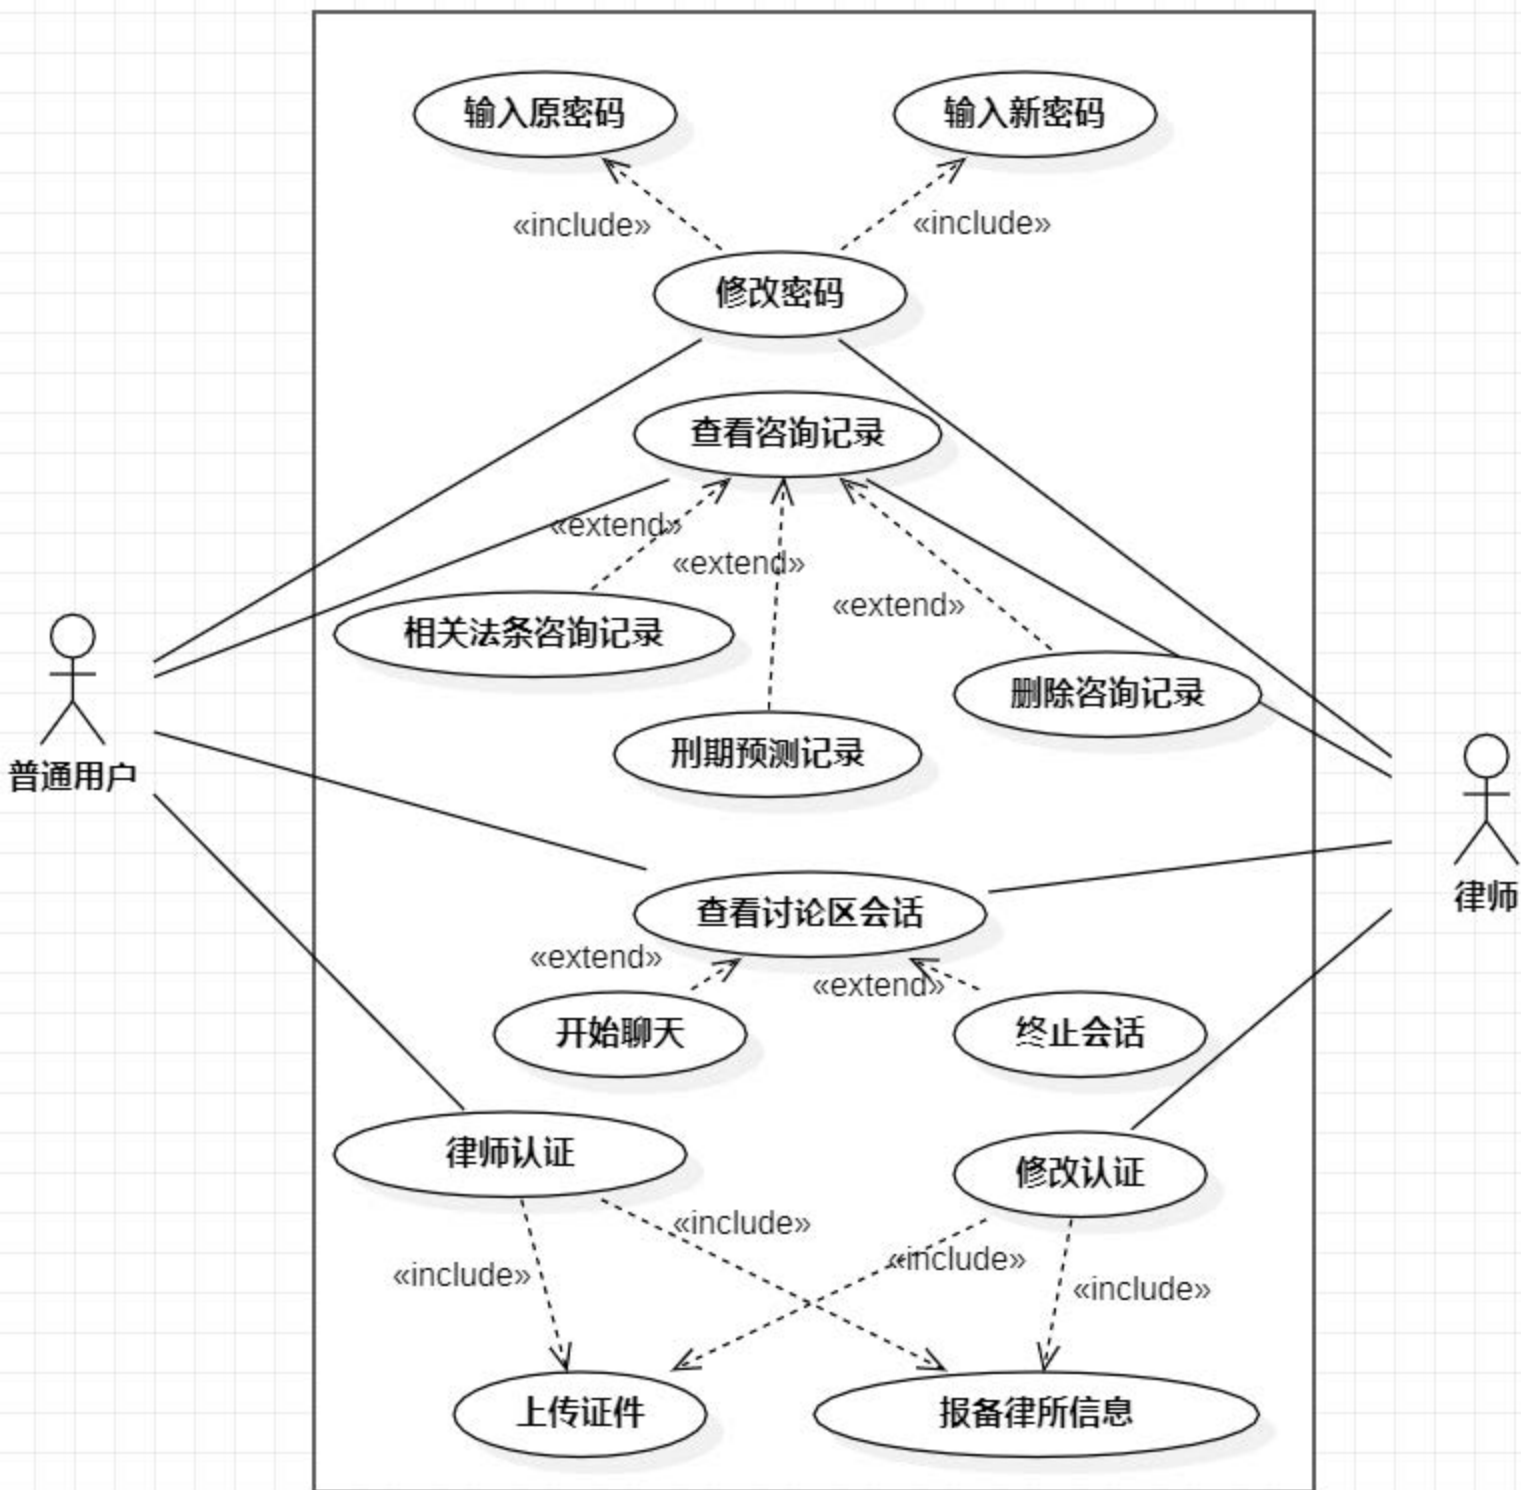 输入原密码
输入新密码
«include»
«include»
修改密码
查看咨询记录
«extend»
«extend»
«extend»
相关法条咨询记录
删除咨询记录
刑期预测记录
普通用户
律师
查看讨论区会话
«extend»
«extend»
开始聊天
终止会话
律师认证
修改认证
«include»
«include»
«include»
«include»
上传证件
报备律所信息